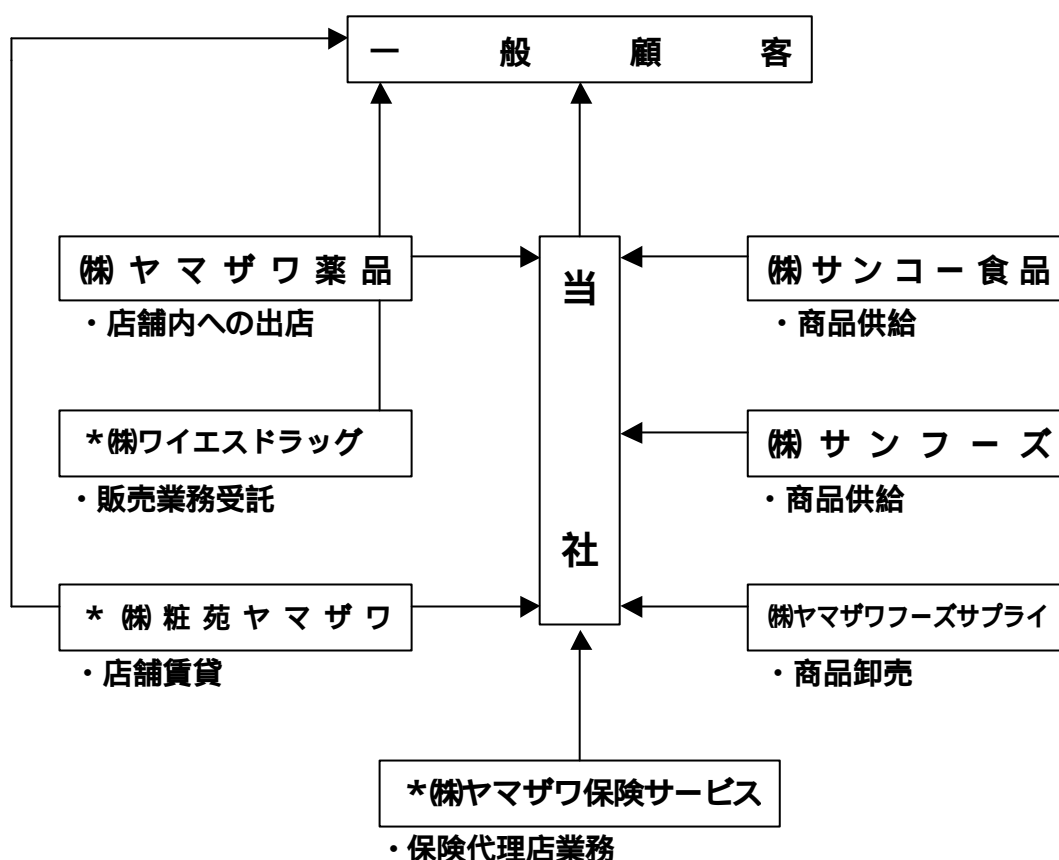 一般顧客
㈱ヤマザワ薬品
・店舗内への出店
*㈱ワイエスドラッグ
・販売業務受託
*㈱粧苑ヤマザワ
・店舗賃貸
当社
㈱サンコー食品
・商品供給
㈱サンフーズ
・商品供給
㈱ヤマザワフーズサプライ
・商品卸売
*㈱ヤマザワ保険サービス
・保険代理店業務